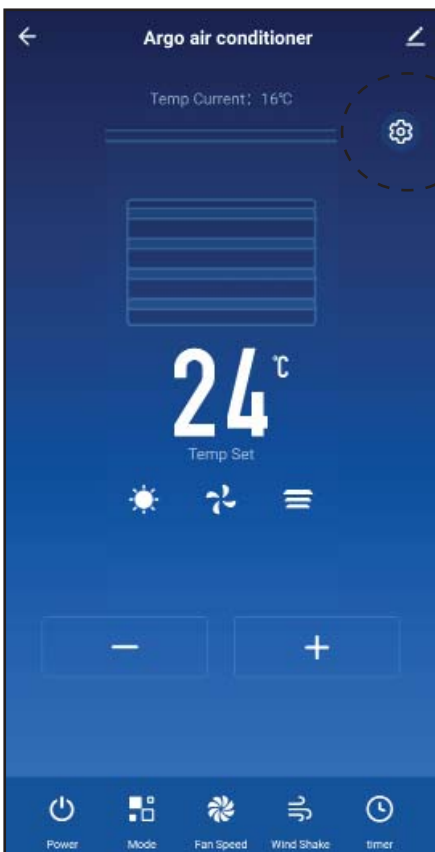 Argo air conditioner
Temp Current: 16℃
24 ℃
Temp Set
Power Mode Fan Speed Wind Shake timer